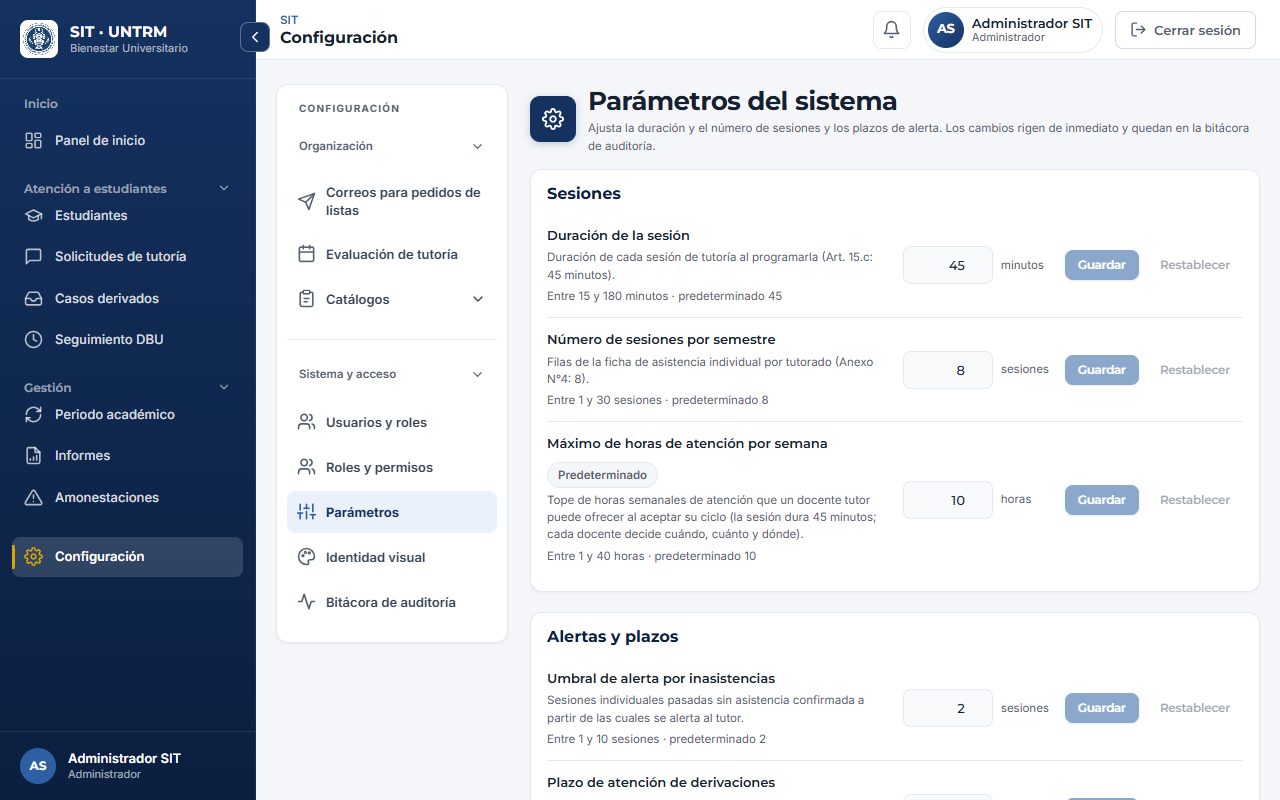 SIT · UNTRM
Bienestar Universitario
Inicio
Panel de inicio
Atención a estudiantes
Estudiantes
Solicitudes de tutoría
Casos derivados
Seguimiento DBU
Gestión
Periodo académico
Informes
Amonestaciones
Configuración
AS
Administrador SIT
Administrador
SIT
Configuración
AS
Administrador SIT
Administrador
Cerrar sesión
CONFIGURACIÓN
Organización
Correos para pedidos de
listas
Evaluación de tutoría
Catálogos
Sistema y acceso
Usuarios y roles
Roles y permisos
Parámetros
Identidad visual
Bitácora de auditoría
Parámetros del sistema
Ajusta la duración y el número de sesiones y los plazos de alerta. Los cambios rigen de inmediato y quedan en la bitácora
de auditoría.
Sesiones
Duración de la sesión
Duración de cada sesión de tutoría al programarla (Art. 15.c:
45 minutos).
Entre 15 y 180 minutos · predeterminado 45
45 minutos Guardar Restablecer
Número de sesiones por semestre
Filas de la ficha de asistencia individual por tutorado (Anexo
N°4: 8).
Entre 1 y 30 sesiones · predeterminado 8
8 sesiones Guardar Restablecer
Máximo de horas de atención por semana
Predeterminado
Tope de horas semanales de atención que un docente tutor
puede ofrecer al aceptar su ciclo (la sesión dura 45 minutos;
cada docente decide cuándo, cuánto y dónde).
Entre 1 y 40 horas · predeterminado 10
10 horas Guardar Restablecer
Alertas y plazos
Umbral de alerta por inasistencias
Sesiones individuales pasadas sin asistencia confirmada a
partir de las cuales se alerta al tutor.
Entre 1 y 10 sesiones · predeterminado 2
2 sesiones Guardar Restablecer
Plazo de atención de derivaciones